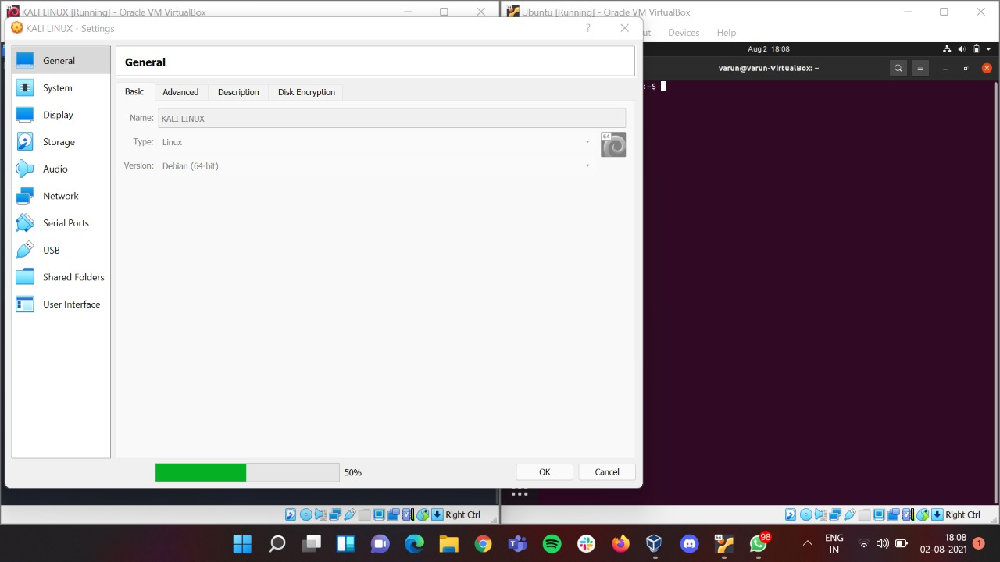 KALI LINUX [Running] - Oracle VM VirtualBox
Ubuntu [Running] - Oracle VM VirtualBox
KALI LINUX - Settings
?
ut
Devices
Help
Aug 2 18:08
General
System
Display
Storage
Audio
Network
Serial Ports
USB
Shared Folders
User Interface
General
Basic
Advanced
Description
Disk Encryption
Name:
KALI LINUX
Type:
Linux
64
Version:
Debian (64-bit)
varun@varun-VirtualBox: ~
:~$
50%
OK
Cancel
Right Ctrl
Right Ctrl
98
ENG
IN
18:08
02-08-2021
1